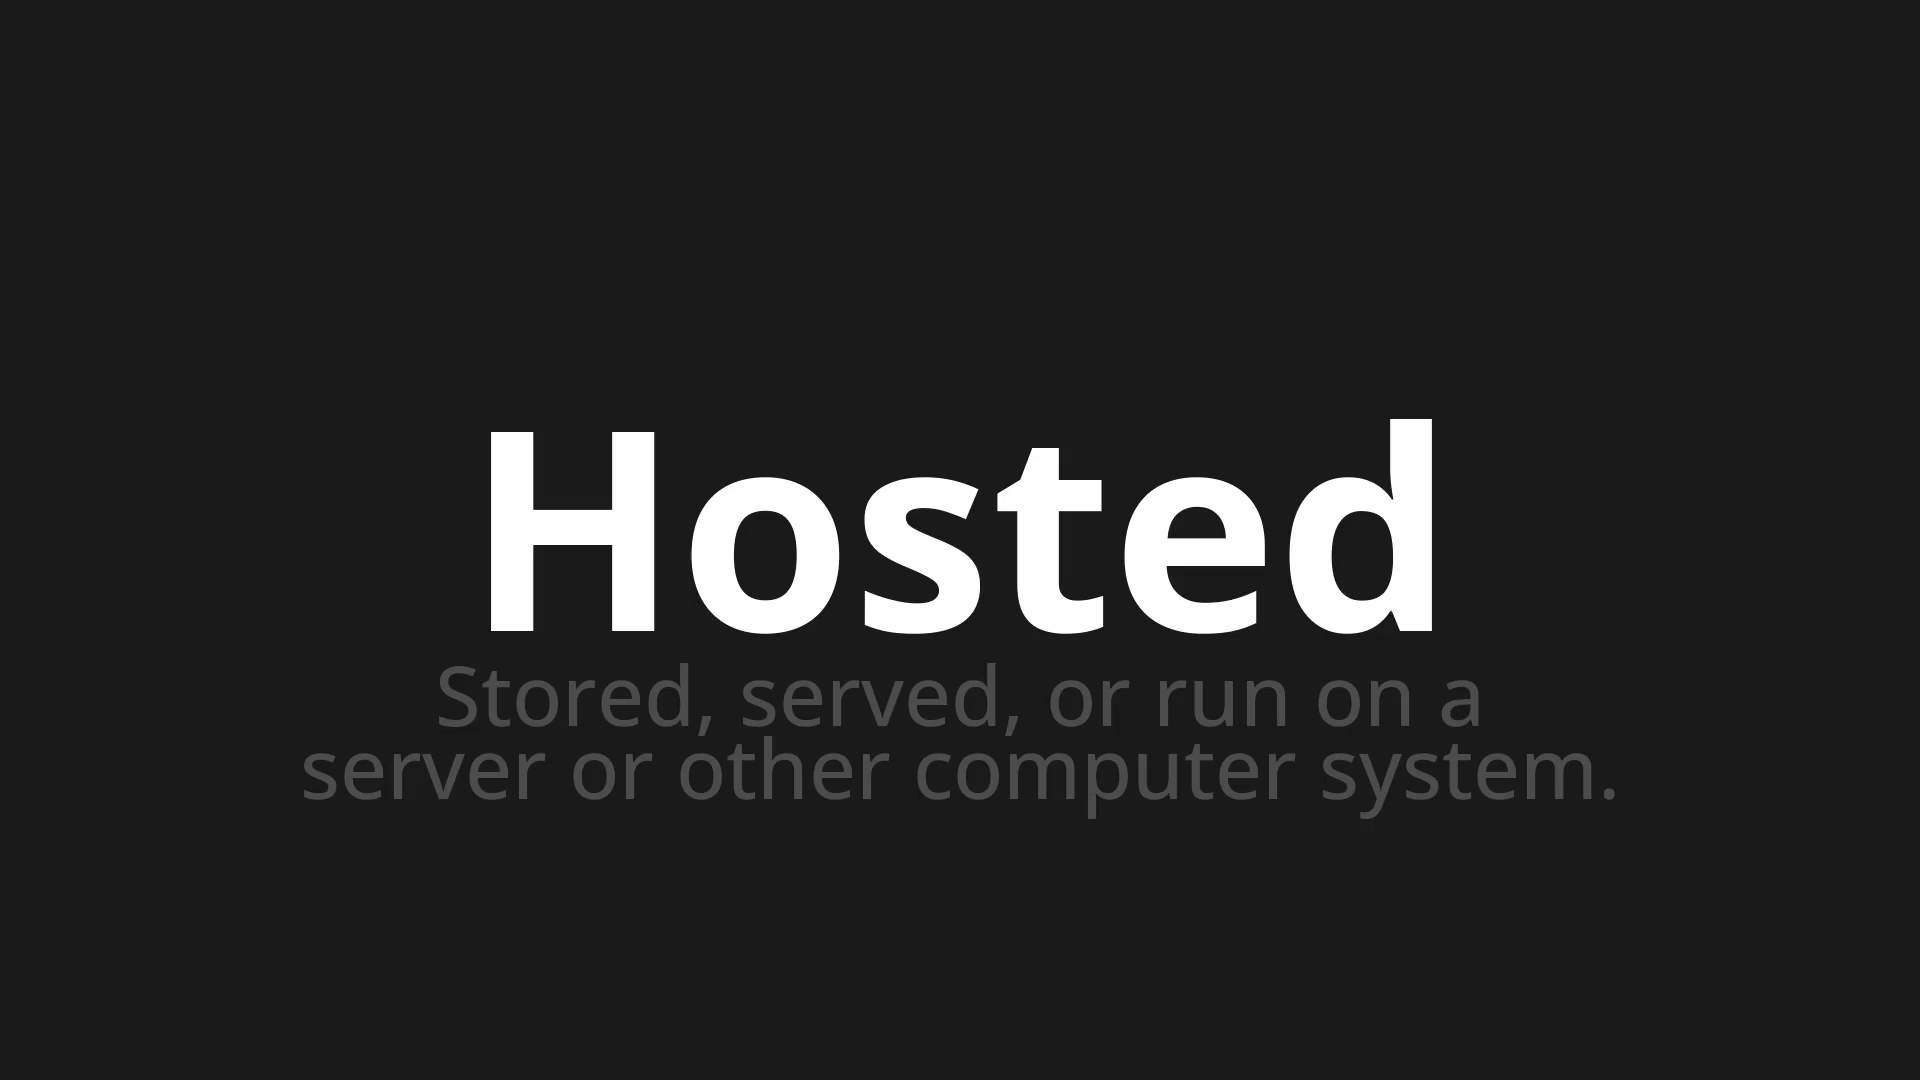 Hosted
Stored, served, or run on a
server or other computer system.